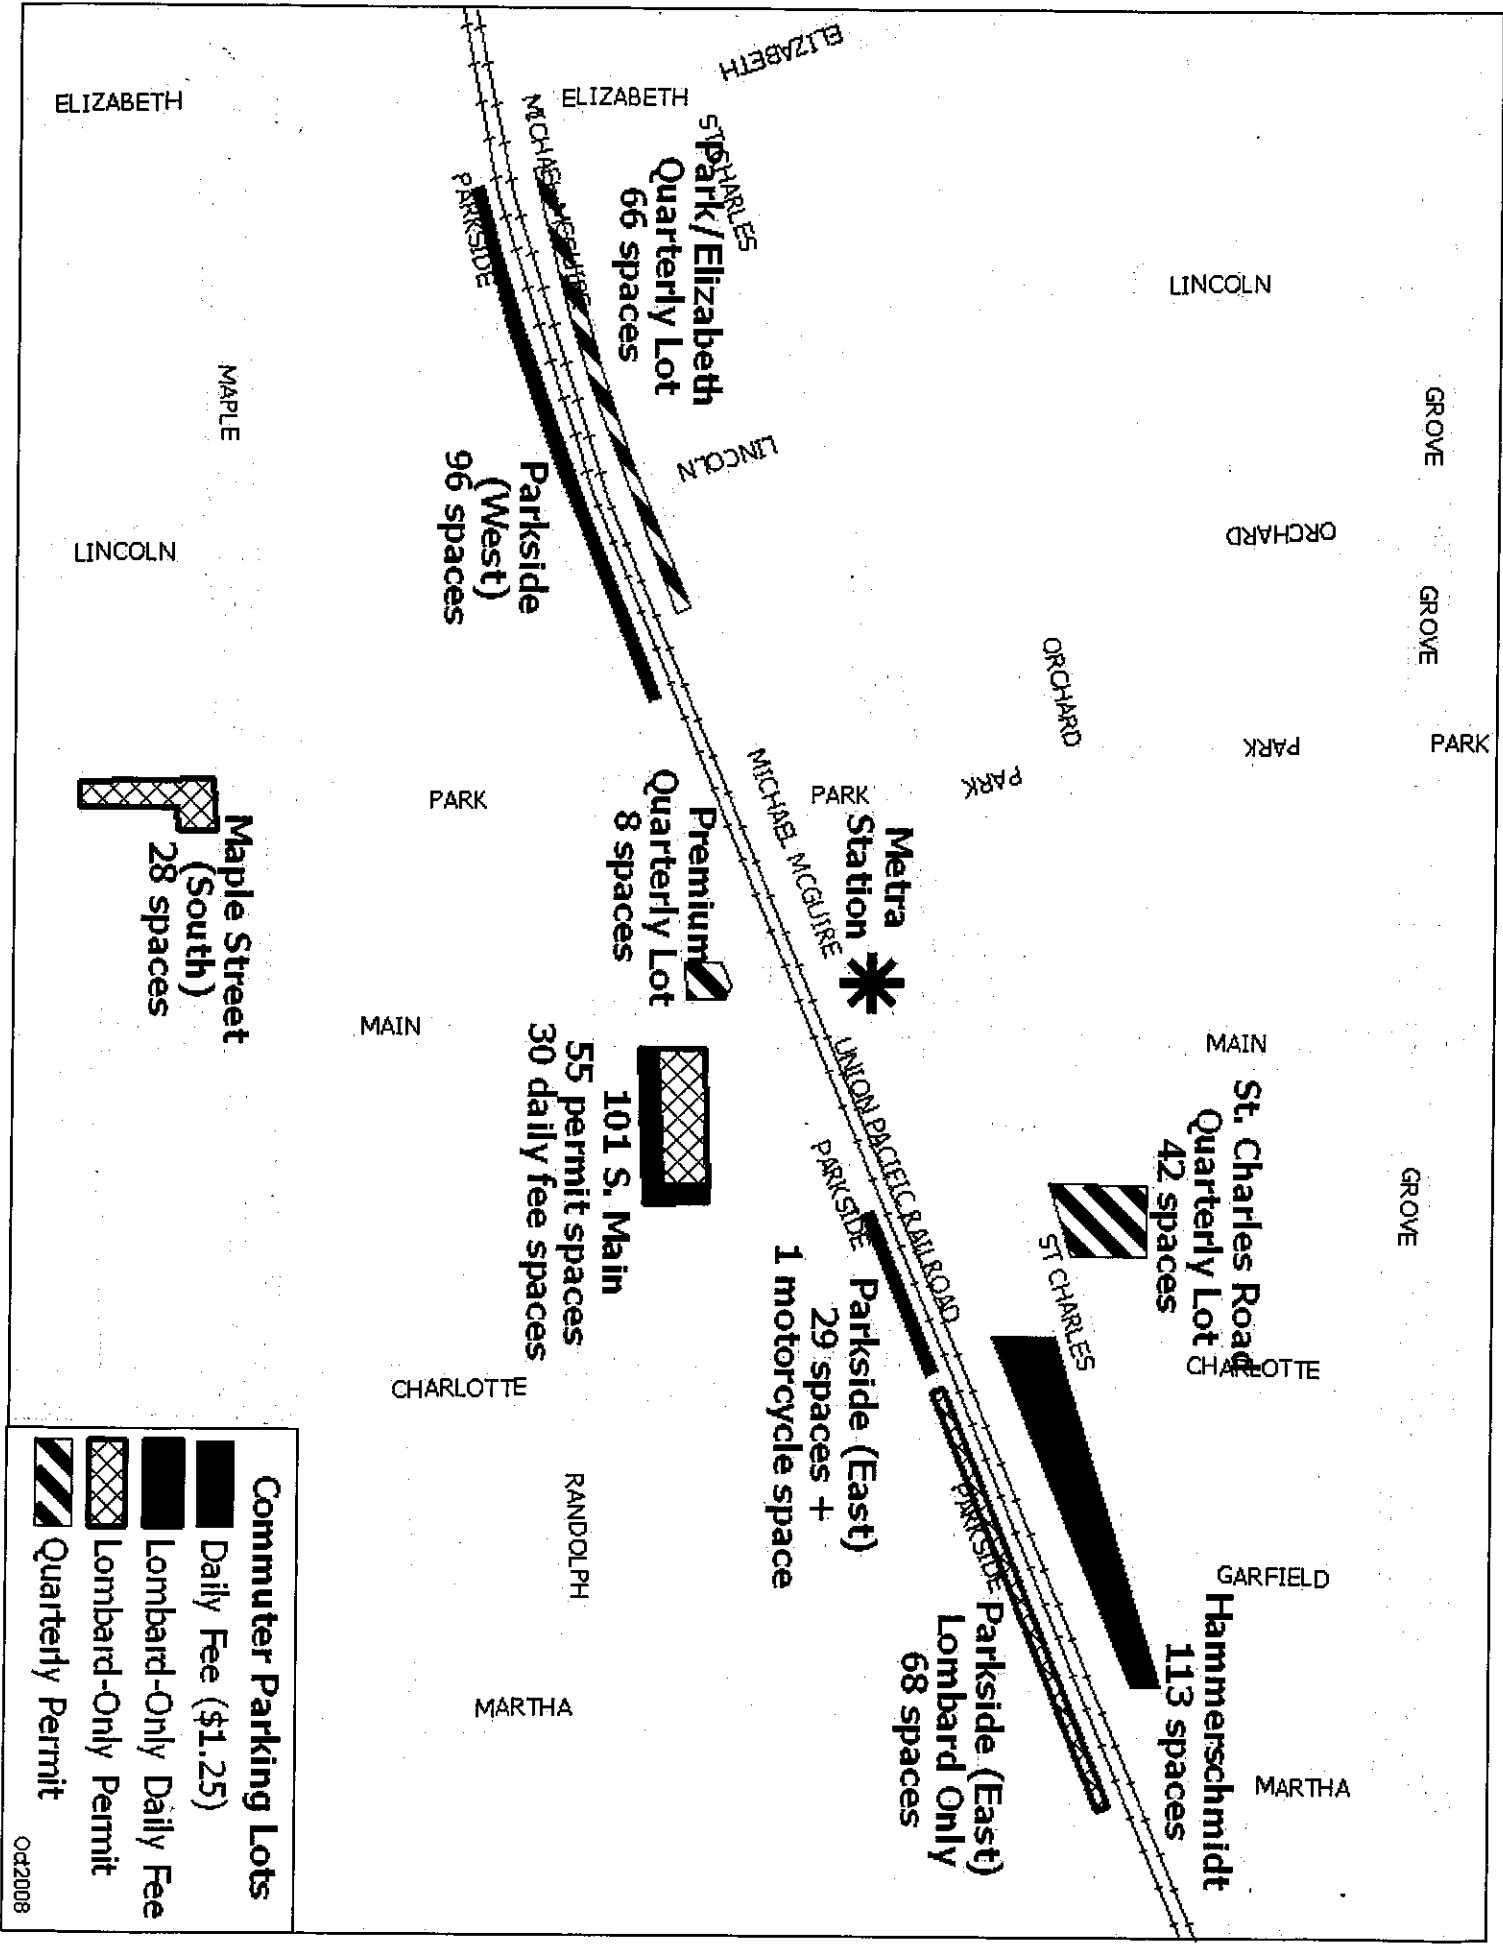 GROVE
GROVE
GROVE
PARK
LINCOLN
ORCHARD
PARK
MAIN
CHARLOTTE
GARFIELD
MARTHA
ORCHARD
PARK
St. Charles Road
Quarterly Lot
42 spaces
Hammerschmidt
113 spaces
ST CHARLES
ELIZABETH
ST CHARLES
ELIZABETH
Park/Elizabeth
Quarterly Lot
66 spaces
LINCOLN
PARK
Metra
Station
MICHAEL MCGUIRE
MICHAEL MCGUIRE
UNION PACIFIC RAILROAD
PARKSIDE
PARKSIDE
PARKSIDE
Parkside
(West)
96 spaces
Premium
Quarterly Lot
8 spaces
101 S. Main
55 permit spaces
30 daily fee spaces
Parkside (East)
29 spaces +
1 motorcycle space
Parkside (East)
Lombard Only
68 spaces
PARK
MAIN
CHARLOTTE
RANDOLPH
MARTHA
ELIZABETH
MAPLE
LINCOLN
Maple Street
(South)
28 spaces
Commuter Parking Lots
Daily Fee ($1.25)
Lombard-Only Daily Fee
Lombard-Only Permit
Quarterly Permit
Oct2008